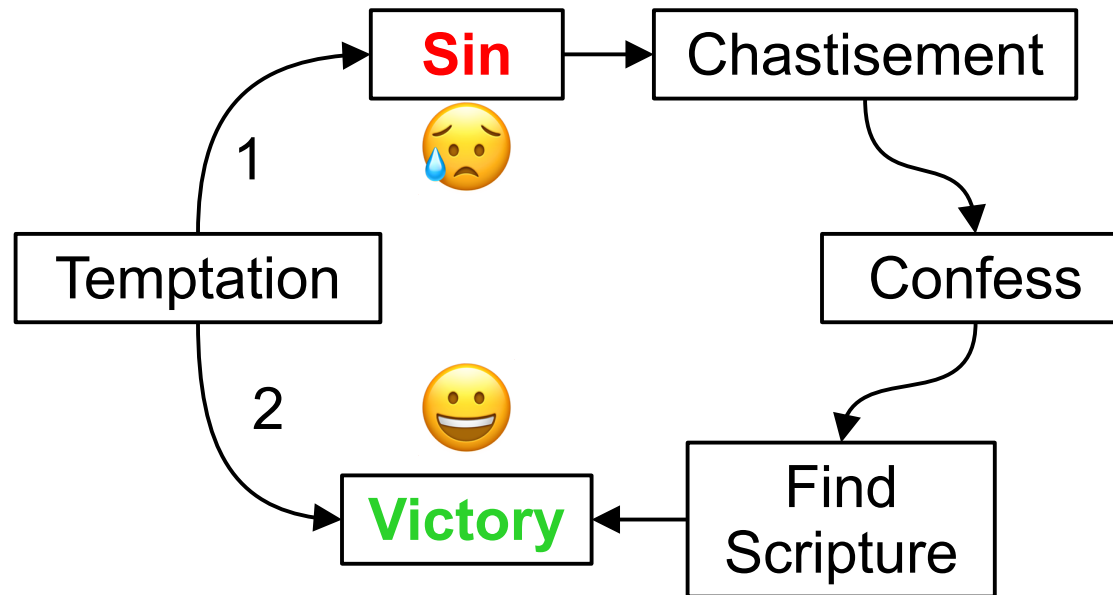 Sin
Chastisement
1
Temptation
Confess
2
Victory
Find
Scripture